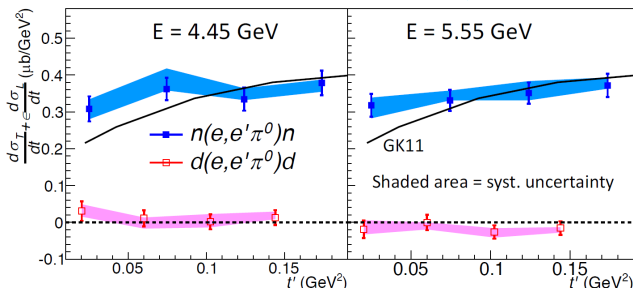 E = 4.45 GeV
E = 5.55 GeV
dσ_T/dt + ϵ dσ_L/dt (μb/GeV²)
0.5
0.4
0.3
0.2
0.1
0
-0.1
n(e,e'π⁰)n
d(e,e'π⁰)d
GK11
Shaded area = syst. uncertainty
0.05 0.1 0.15
t' (GeV²)
0.05 0.1 0.15
t' (GeV²)